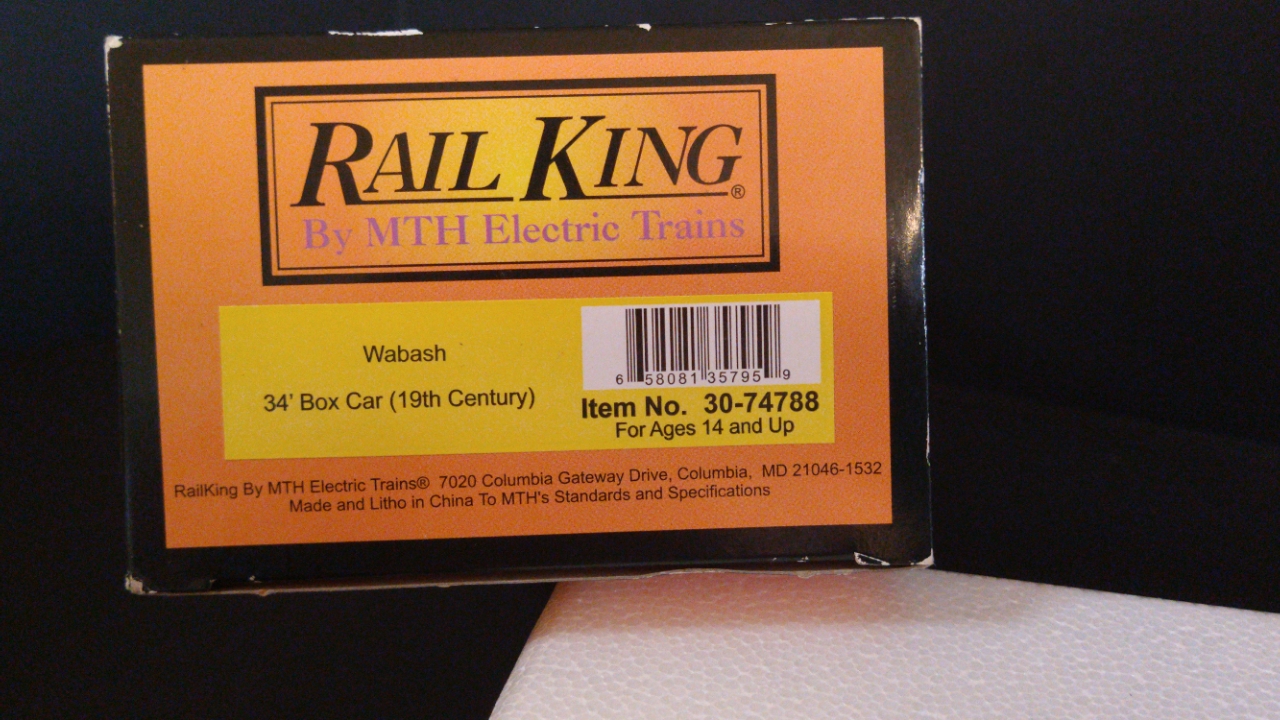 RAIL KING®
By MTH Electric Trains
Wabash
34' Box Car (19th Century)
6 58081 35795 9
Item No. 30-74788
For Ages 14 and Up
RailKing By MTH Electric Trains® 7020 Columbia Gateway Drive, Columbia, MD 21046-1532
Made and Litho in China To MTH's Standards and Specifications